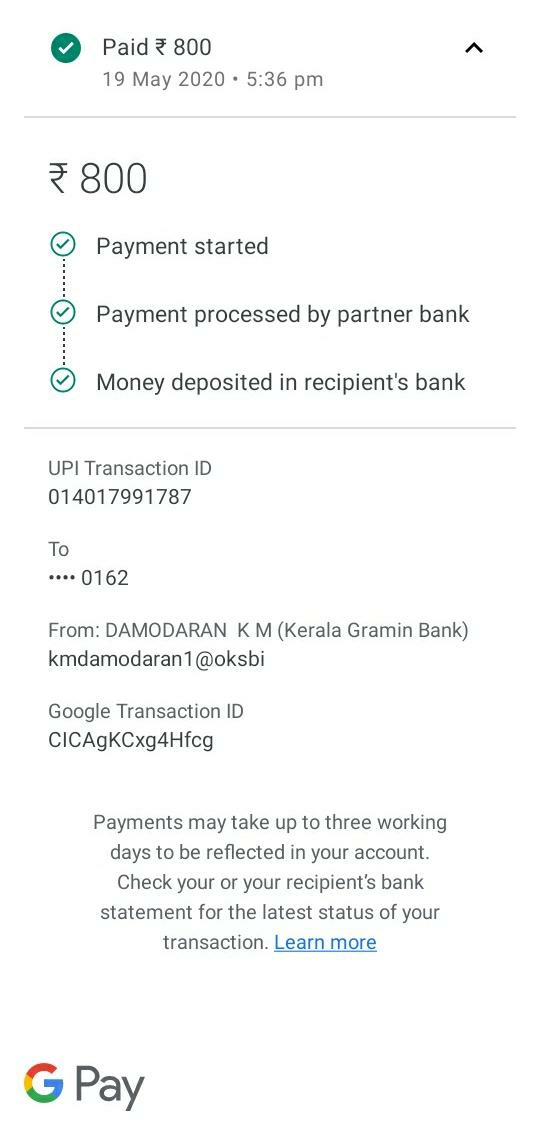 Paid ₹ 800
19 May 2020 • 5:36 pm
₹ 800
Payment started
Payment processed by partner bank
Money deposited in recipient's bank
UPI Transaction ID
014017991787
To
•••• 0162
From: DAMODARAN  K M (Kerala Gramin Bank)
kmdamodaran1@oksbi
Google Transaction ID
CICAgKCxg4Hfcg
Payments may take up to three working
days to be reflected in your account.
Check your or your recipient’s bank
statement for the latest status of your
transaction. Learn more
G Pay